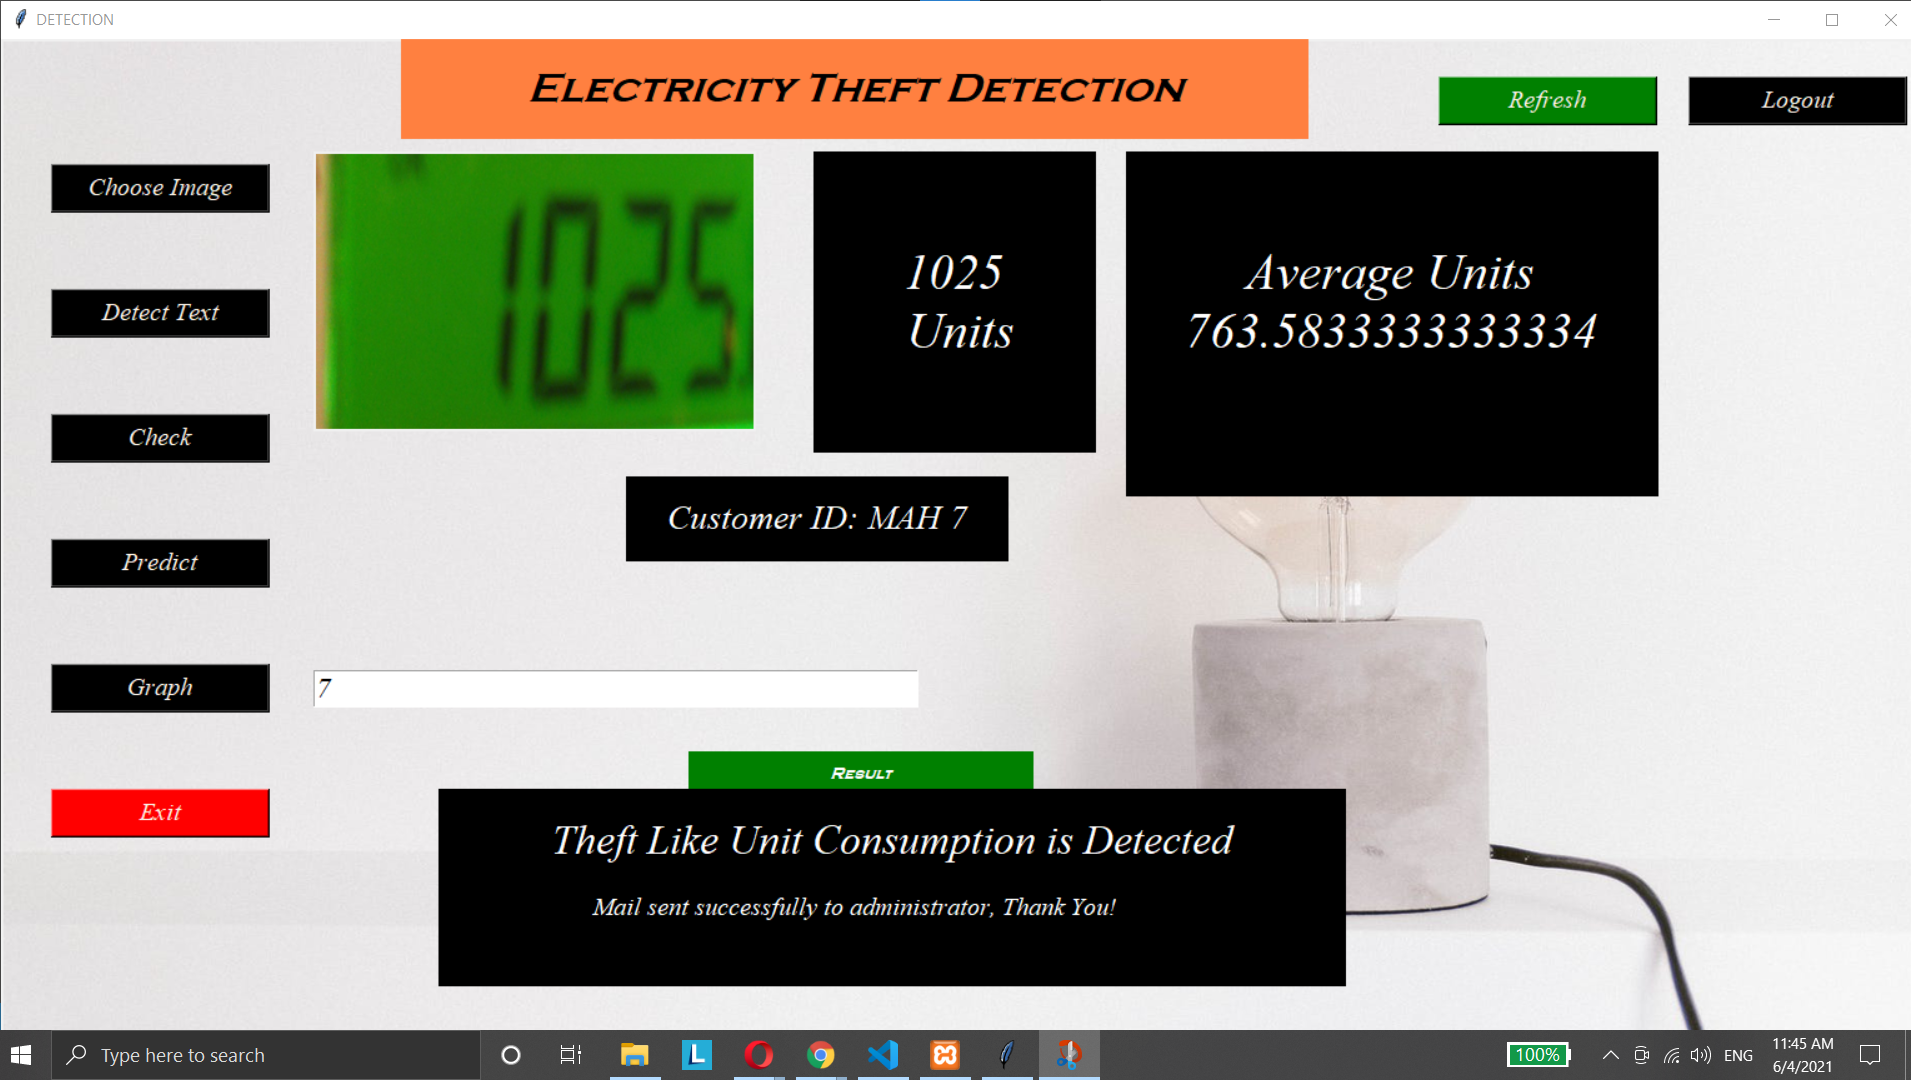 DETECTION
Electricity Theft Detection
Refresh
Logout
Choose Image
Detect Text
Check
Predict
Graph
Exit
1025
1025
Units
Average Units
763.5833333333334
Customer ID: MAH 7
7
Result
Theft Like Unit Consumption is Detected
Mail sent successfully to administrator, Thank You!
Type here to search
L
100%
ENG
11:45 AM
6/4/2021